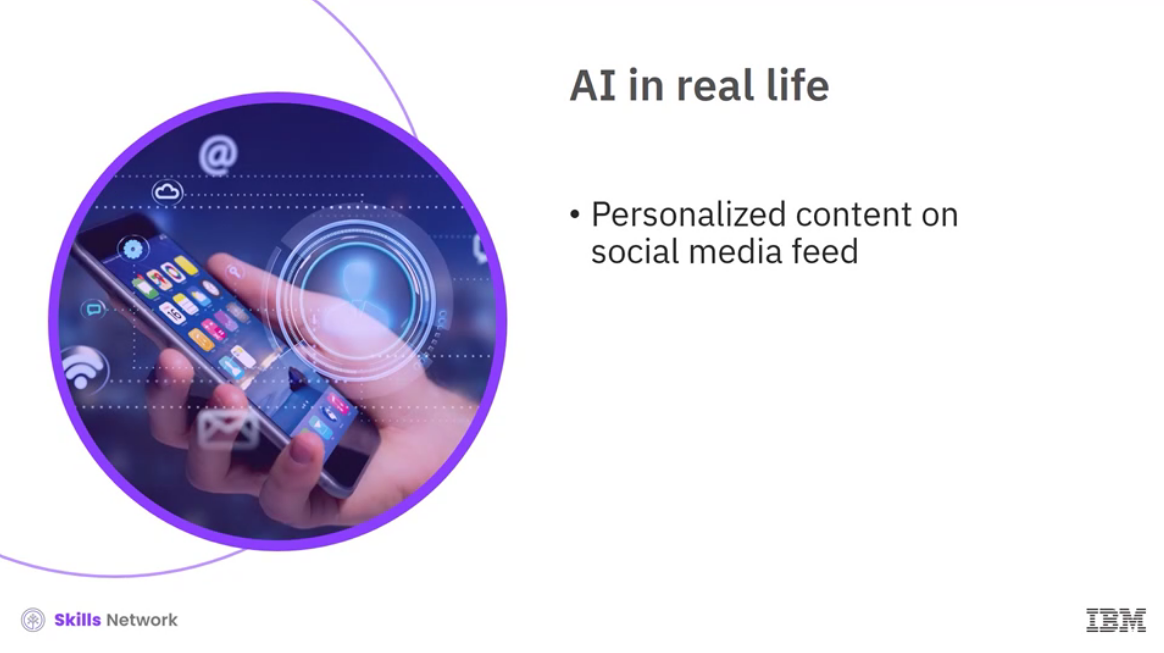 AI in real life
• Personalized content on
social media feed
Skills Network
IBM